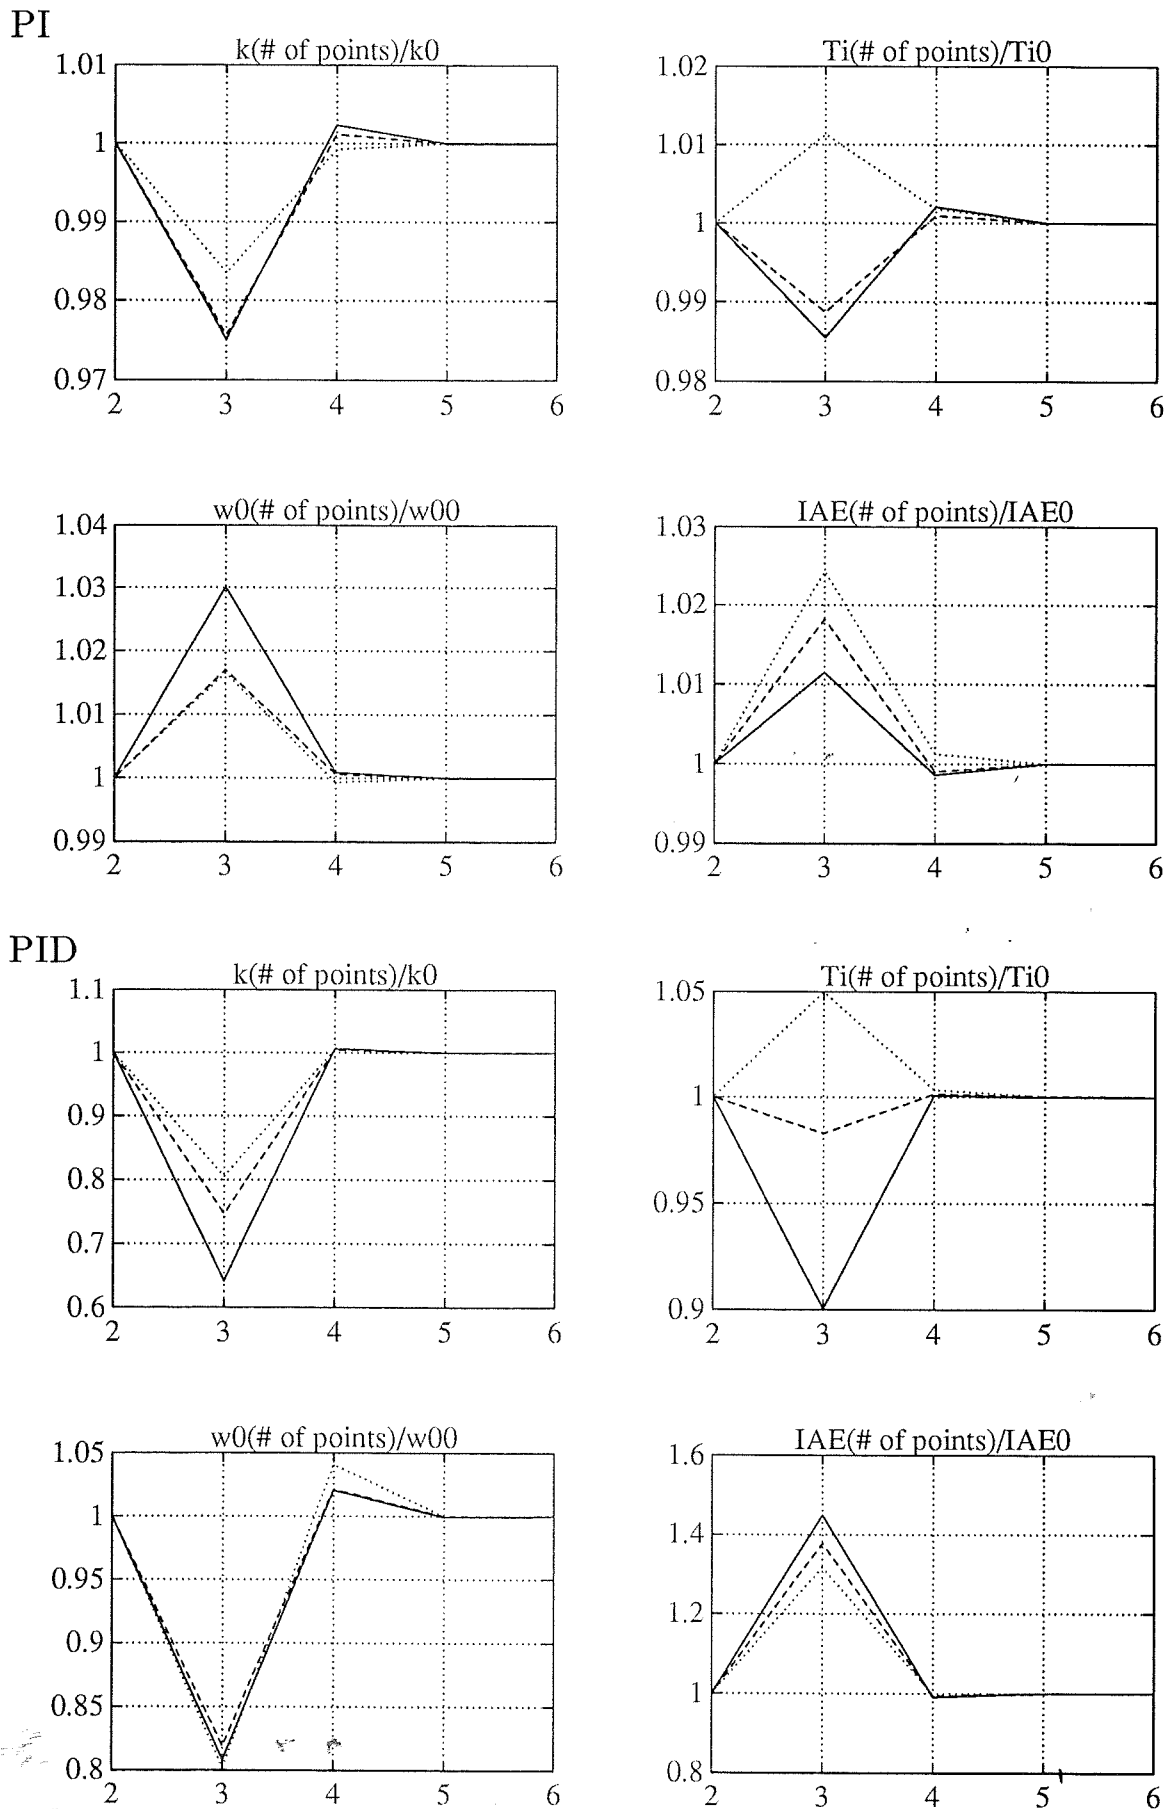 PI
k(# of points)/k0
1.01
1
0.99
0.98
0.97
2 3 4 5 6
Ti(# of points)/Ti0
1.02
1.01
1
0.99
0.98
2 3 4 5 6
w0(# of points)/w00
1.04
1.03
1.02
1.01
1
0.99
2 3 4 5 6
IAE(# of points)/IAE0
1.03
1.02
1.01
1
0.99
2 3 4 5 6
PID
k(# of points)/k0
1.1
1
0.9
0.8
0.7
0.6
2 3 4 5 6
Ti(# of points)/Ti0
1.05
1
0.95
0.9
2 3 4 5 6
w0(# of points)/w00
1.05
1
0.95
0.9
0.85
0.8
2 3 4 5 6
IAE(# of points)/IAE0
1.6
1.4
1.2
1
0.8
2 3 4 5 6